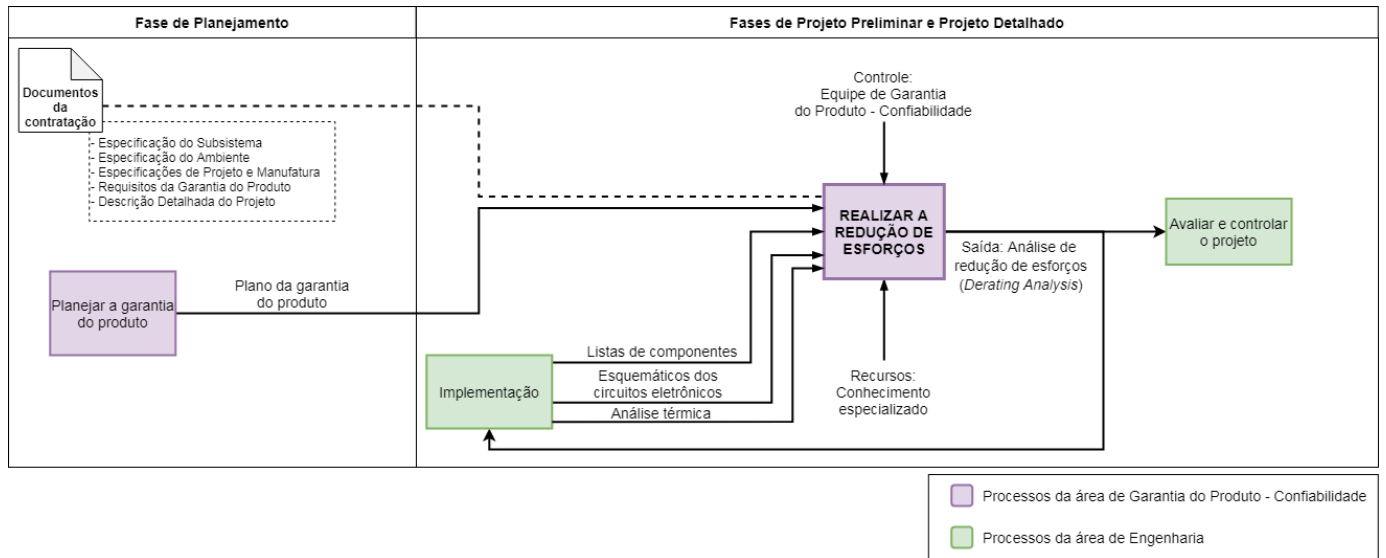 Fase de Planejamento
Fases de Projeto Preliminar e Projeto Detalhado
Documentos
da
contratação
- Especificação do Subsistema
- Especificação do Ambiente
- Especificações de Projeto e Manufatura
- Requisitos da Garantia do Produto
- Descrição Detalhada do Projeto
Planejar a garantia
do produto
Plano da garantia
do produto
Controle:
Equipe de Garantia
do Produto - Confiabilidade
REALIZAR A
REDUÇÃO DE
ESFORÇOS
Saída: Análise de
redução de esforços
(Derating Analysis)
Avaliar e controlar
o projeto
Implementação
Listas de componentes
Esquemáticos dos
circuitos eletrônicos
Análise térmica
Recursos:
Conhecimento
especializado
Processos da área de Garantia do Produto - Confiabilidade
Processos da área de Engenharia